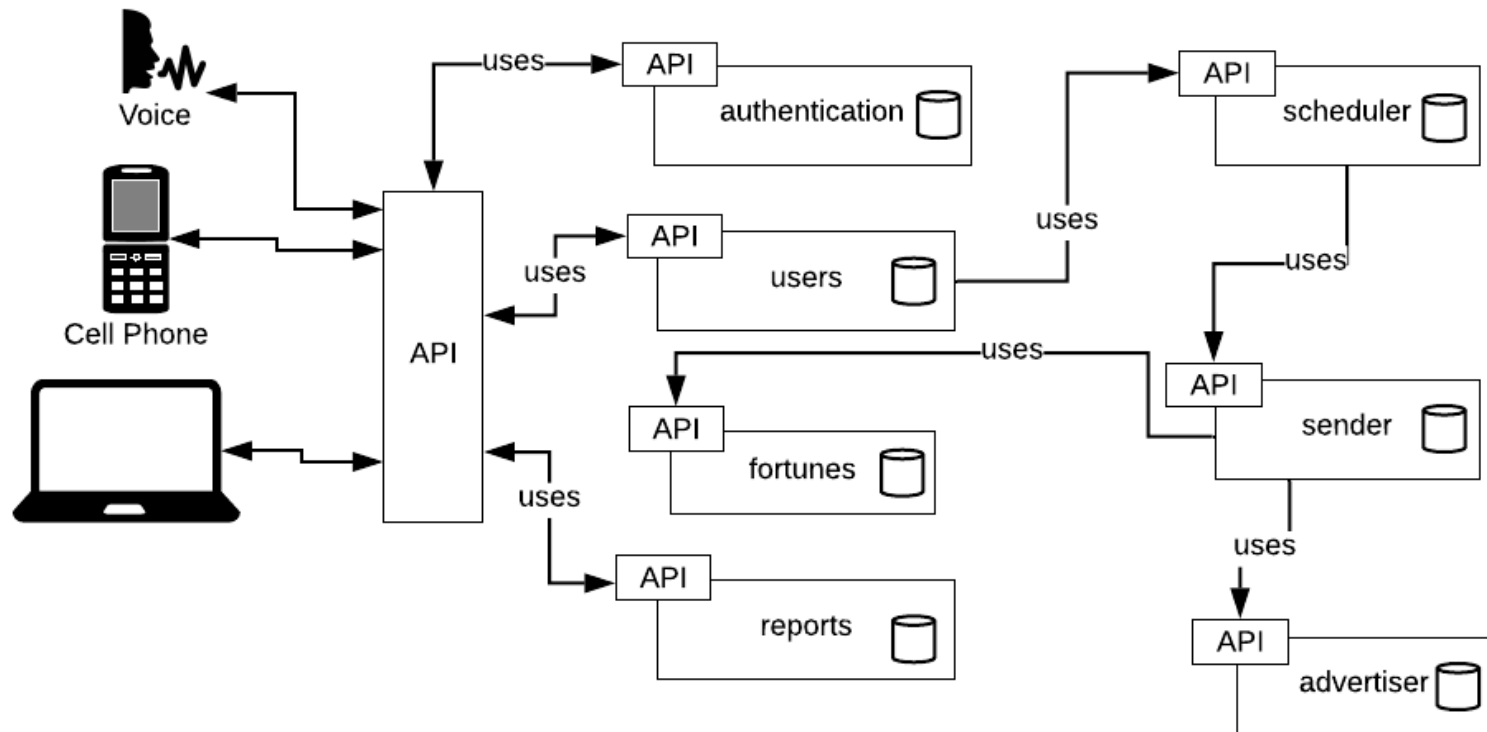 Voice
Cell Phone
API
uses
API
authentication
uses
API
users
uses
API
scheduler
uses
API
sender
uses
API
fortunes
uses
API
reports
uses
API
advertiser